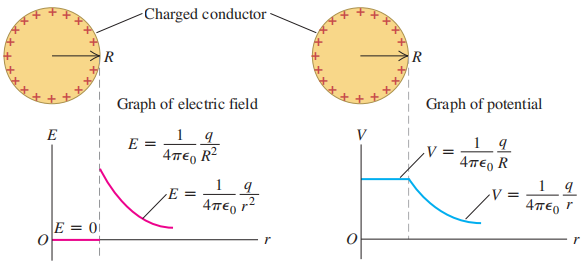 Charged conductor
R
R
Graph of electric field
Graph of potential
E
E = \frac{1}{4\pi\epsilon_0} \frac{q}{R^2}
E = \frac{1}{4\pi\epsilon_0} \frac{q}{r^2}
E = 0
O
r
V
V = \frac{1}{4\pi\epsilon_0} \frac{q}{R}
V = \frac{1}{4\pi\epsilon_0} \frac{q}{r}
O
r